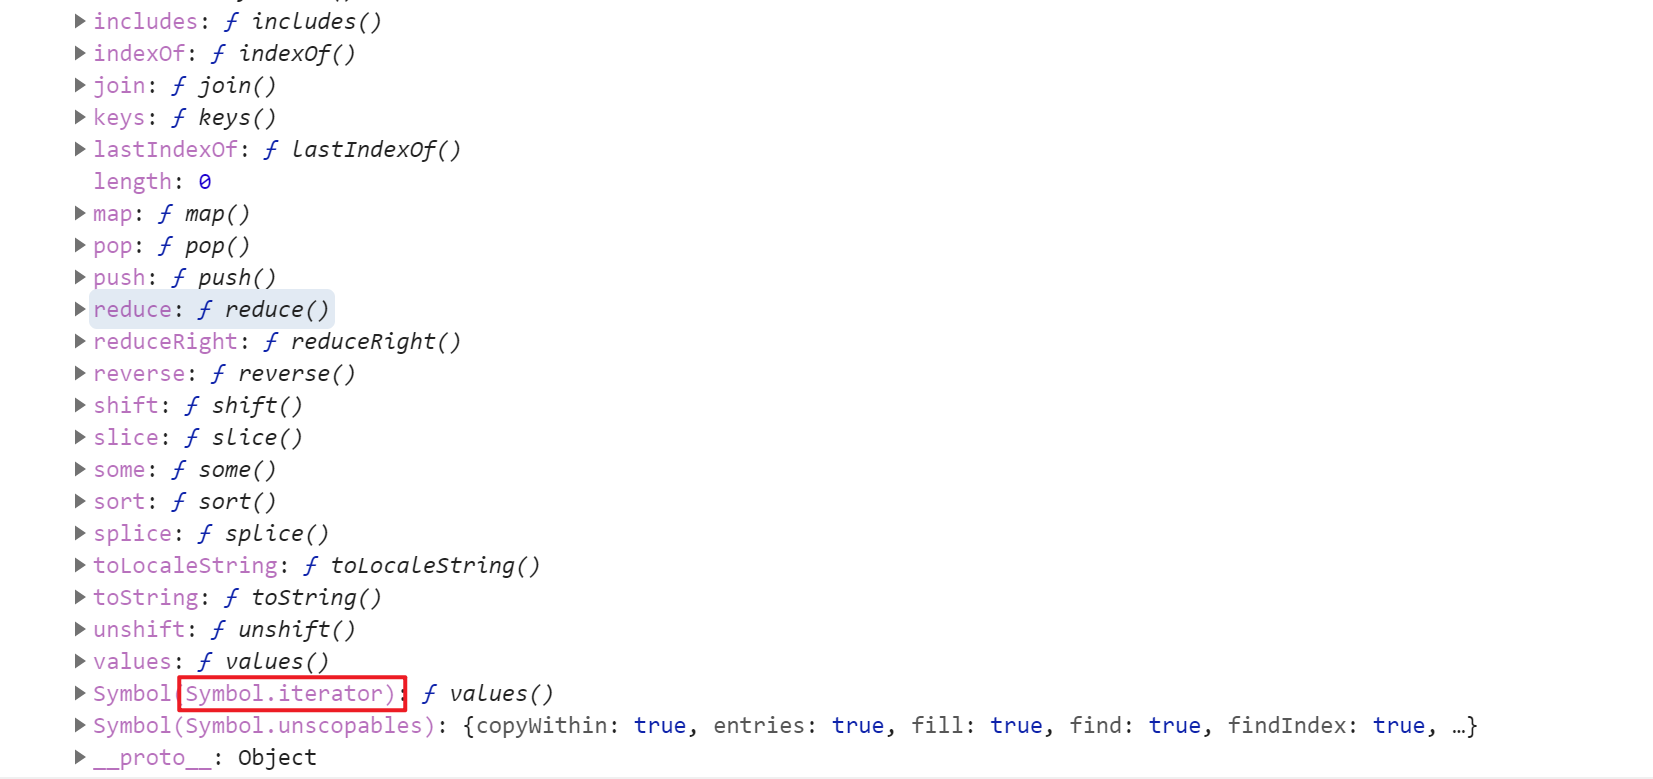 includes: ƒ includes()
indexOf: ƒ indexOf()
join: ƒ join()
keys: ƒ keys()
lastIndexOf: ƒ lastIndexOf()
length: 0
map: ƒ map()
pop: ƒ pop()
push: ƒ push()
reduce: ƒ reduce()
reduceRight: ƒ reduceRight()
reverse: ƒ reverse()
shift: ƒ shift()
slice: ƒ slice()
some: ƒ some()
sort: ƒ sort()
splice: ƒ splice()
toLocaleString: ƒ toLocaleString()
toString: ƒ toString()
unshift: ƒ unshift()
values: ƒ values()
Symbol(Symbol.iterator): ƒ values()
Symbol(Symbol.unscopables): {copyWithin: true, entries: true, fill: true, find: true, findIndex: true, …}
__proto__: Object